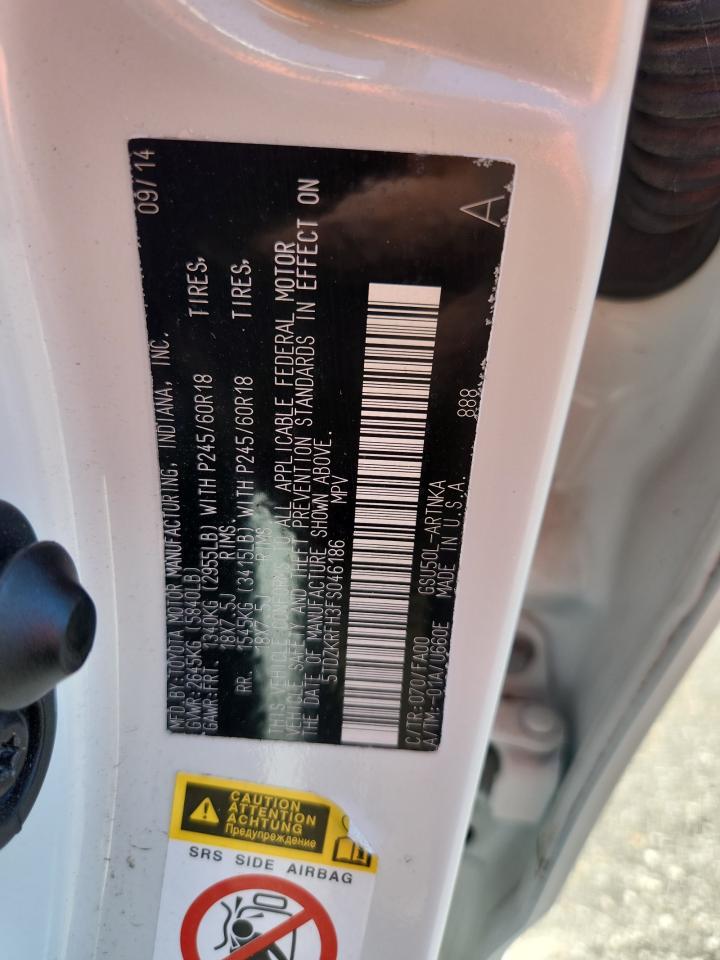 MFD.BY:TOYOTA MOTOR MANUFACTURING, INDIANA, INC. 09/14
GVWR:2645KG (5840LB)
GAWR:FRT. 1340KG (2955LB) WITH P245/60R18 TIRES,
18X7.5J RIMS.
RR. 1545KG (3415LB) WITH P245/60R18 TIRES,
18X7.5J RIMS.
THIS VEHICLE CONFORMS TO ALL APPLICABLE FEDERAL MOTOR
VEHICLE SAFETY AND THEFT PREVENTION STANDARDS IN EFFECT ON
THE DATE OF MANUFACTURE SHOWN ABOVE.
5TDZKRFH3FS046186 MPV
C/TR:070/FA00 GSU50L-ARTNKA
A/TM:-01A/U660E MADE IN U.S.A. 888 A
CAUTION
ATTENTION
ACHTUNG
Предупреждение
SRS SIDE AIRBAG